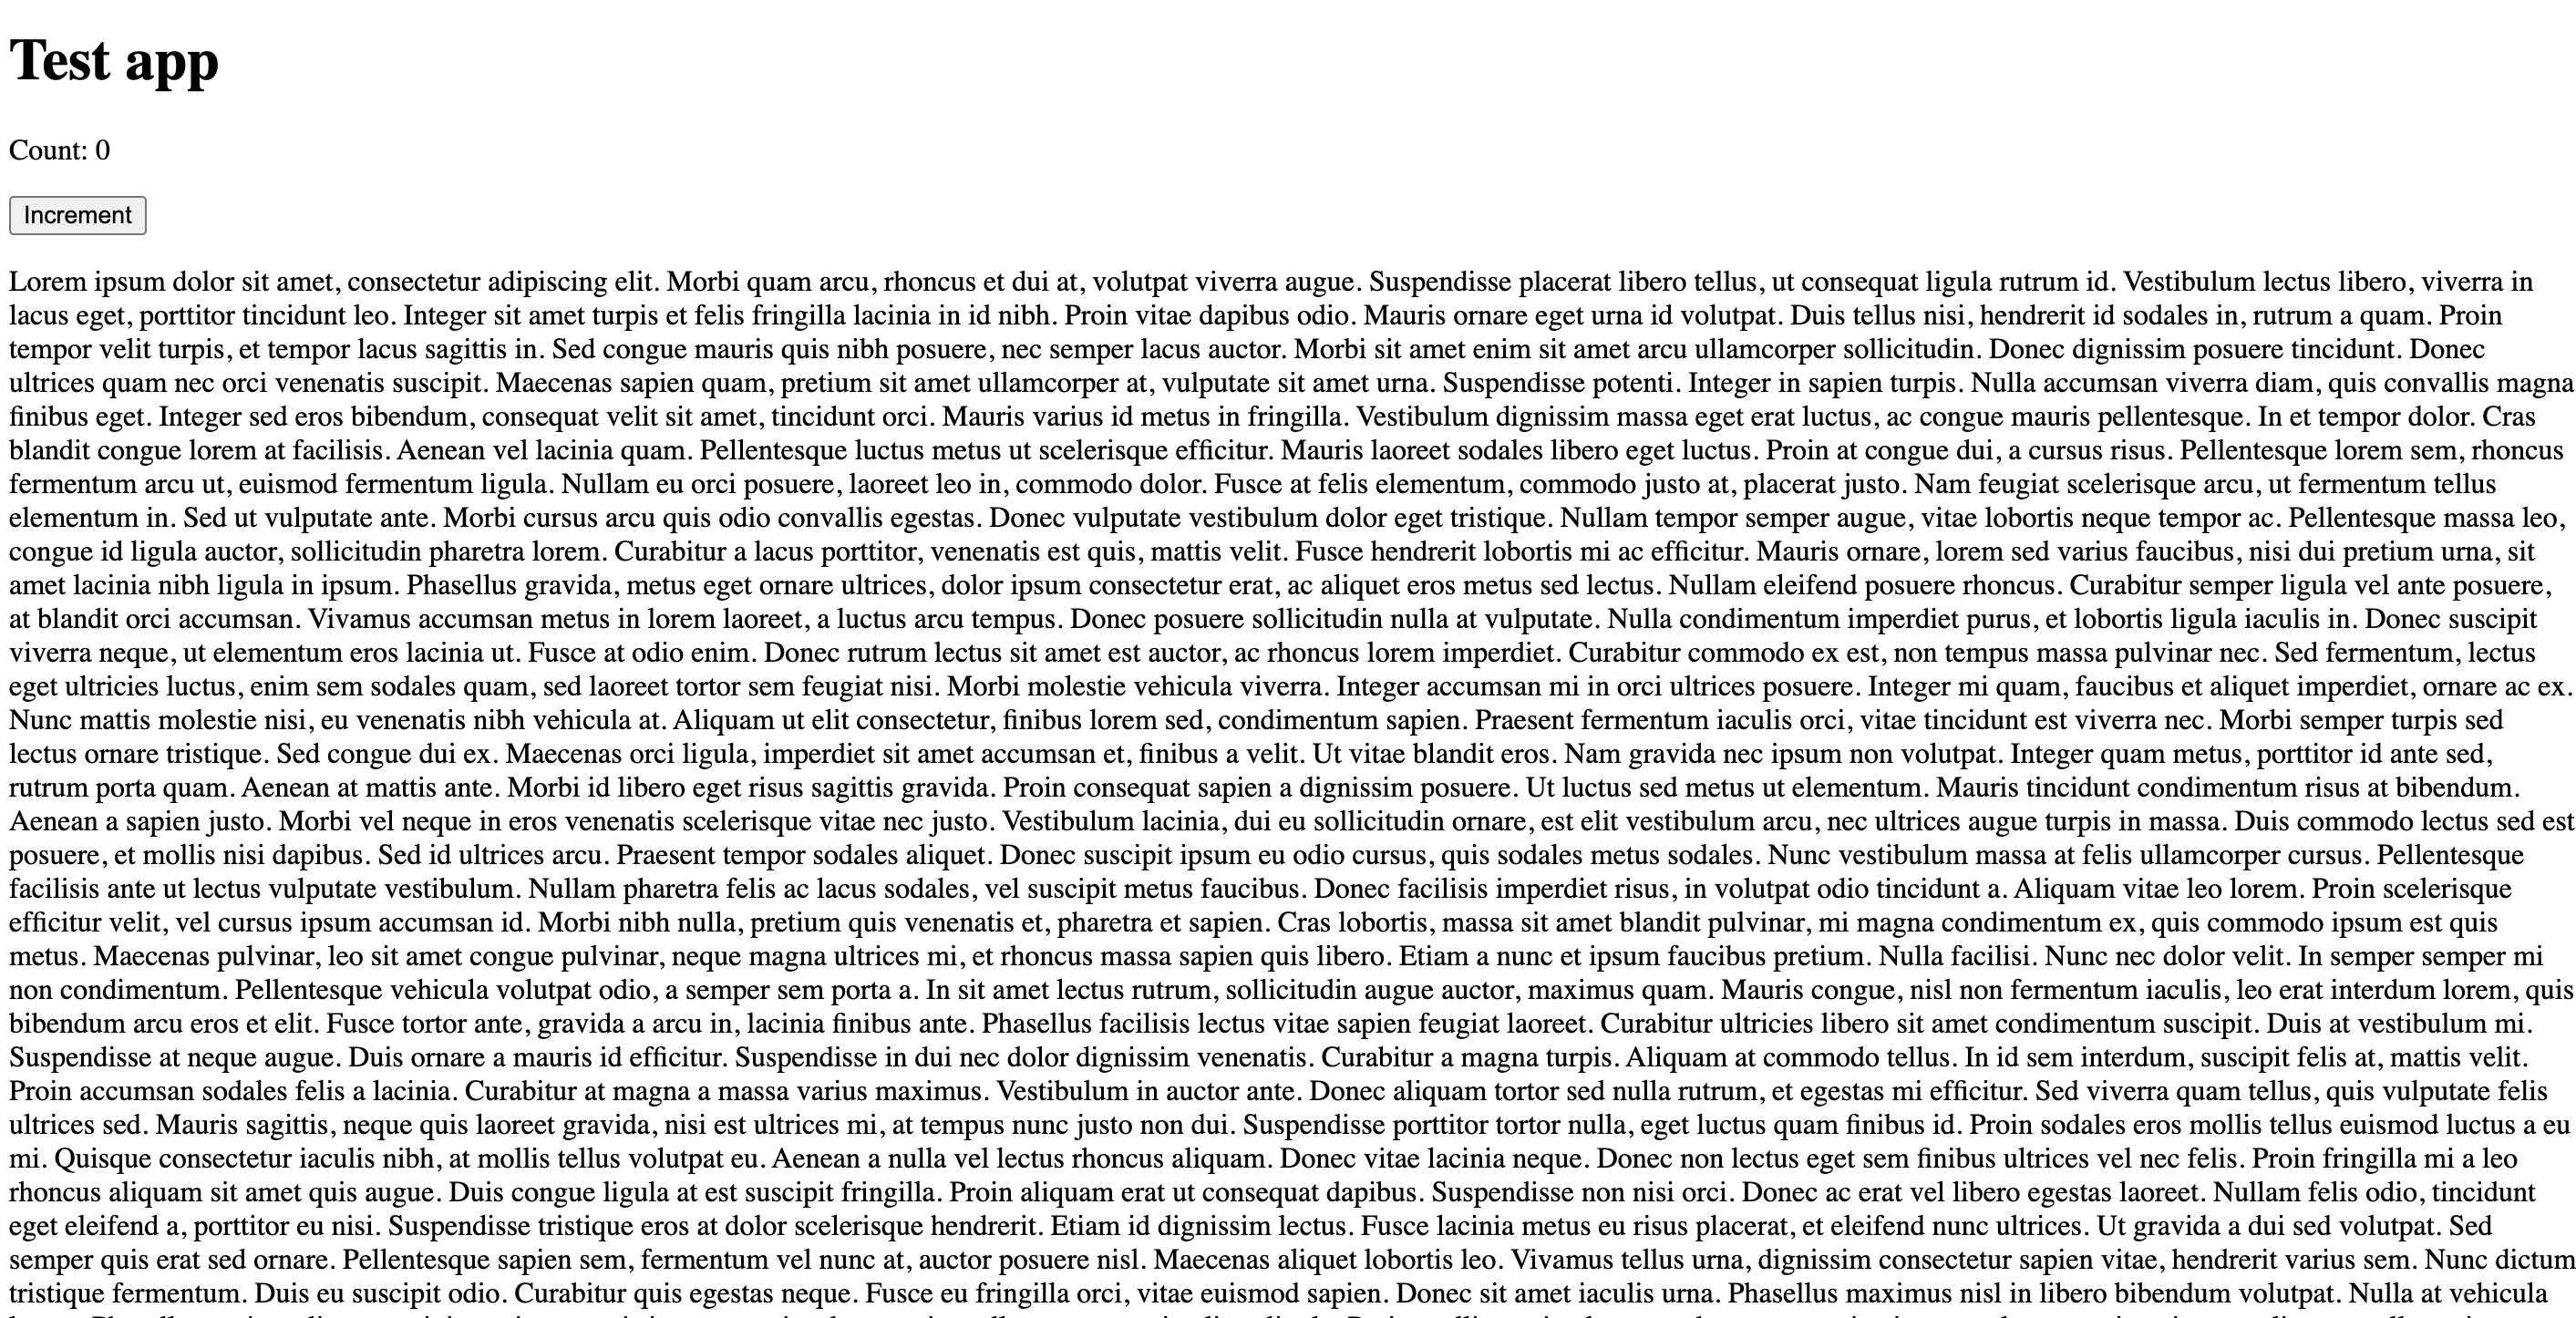 Test app
Count: 0
Increment
Lorem ipsum dolor sit amet, consectetur adipiscing elit. Morbi quam arcu, rhoncus et dui at, volutpat viverra augue. Suspendisse placerat libero tellus, ut consequat ligula rutrum id. Vestibulum lectus libero, viverra in
lacus eget, porttitor tincidunt leo. Integer sit amet turpis et felis fringilla lacinia in id nibh. Proin vitae dapibus odio. Mauris ornare eget urna id volutpat. Duis tellus nisi, hendrerit id sodales in, rutrum a quam. Proin
tempor velit turpis, et tempor lacus sagittis in. Sed congue mauris quis nibh posuere, nec semper lacus auctor. Morbi sit amet enim sit amet arcu ullamcorper sollicitudin. Donec dignissim posuere tincidunt. Donec
ultrices quam nec orci venenatis suscipit. Maecenas sapien quam, pretium sit amet ullamcorper at, vulputate sit amet urna. Suspendisse potenti. Integer in sapien turpis. Nulla accumsan viverra diam, quis convallis magna
finibus eget. Integer sed eros bibendum, consequat velit sit amet, tincidunt orci. Mauris varius id metus in fringilla. Vestibulum dignissim massa eget erat luctus, ac congue mauris pellentesque. In et tempor dolor. Cras
blandit congue lorem at facilisis. Aenean vel lacinia quam. Pellentesque luctus metus ut scelerisque efficitur. Mauris laoreet sodales libero eget luctus. Proin at congue dui, a cursus risus. Pellentesque lorem sem, rhoncus
fermentum arcu ut, euismod fermentum ligula. Nullam eu orci posuere, laoreet leo in, commodo dolor. Fusce at felis elementum, commodo justo at, placerat justo. Nam feugiat scelerisque arcu, ut fermentum tellus
elementum in. Sed ut vulputate ante. Morbi cursus arcu quis odio convallis egestas. Donec vulputate vestibulum dolor eget tristique. Nullam tempor semper augue, vitae lobortis neque tempor ac. Pellentesque massa leo,
congue id ligula auctor, sollicitudin pharetra lorem. Curabitur a lacus porttitor, venenatis est quis, mattis velit. Fusce hendrerit lobortis mi ac efficitur. Mauris ornare, lorem sed varius faucibus, nisi dui pretium urna, sit
amet lacinia nibh ligula in ipsum. Phasellus gravida, metus eget ornare ultrices, dolor ipsum consectetur erat, ac aliquet eros metus sed lectus. Nullam eleifend posuere rhoncus. Curabitur semper ligula vel ante posuere,
at blandit orci accumsan. Vivamus accumsan metus in lorem laoreet, a luctus arcu tempus. Donec posuere sollicitudin nulla at vulputate. Nulla condimentum imperdiet purus, et lobortis ligula iaculis in. Donec suscipit
viverra neque, ut elementum eros lacinia ut. Fusce at odio enim. Donec rutrum lectus sit amet est auctor, ac rhoncus lorem imperdiet. Curabitur commodo ex est, non tempus massa pulvinar nec. Sed fermentum, lectus
eget ultricies luctus, enim sem sodales quam, sed laoreet tortor sem feugiat nisi. Morbi molestie vehicula viverra. Integer accumsan mi in orci ultrices posuere. Integer mi quam, faucibus et aliquet imperdiet, ornare ac ex.
Nunc mattis molestie nisi, eu venenatis nibh vehicula at. Aliquam ut elit consectetur, finibus lorem sed, condimentum sapien. Praesent fermentum iaculis orci, vitae tincidunt est viverra nec. Morbi semper turpis sed
lectus ornare tristique. Sed congue dui ex. Maecenas orci ligula, imperdiet sit amet accumsan et, finibus a velit. Ut vitae blandit eros. Nam gravida nec ipsum non volutpat. Integer quam metus, porttitor id ante sed,
rutrum porta quam. Aenean at mattis ante. Morbi id libero eget risus sagittis gravida. Proin consequat sapien a dignissim posuere. Ut luctus sed metus ut elementum. Mauris tincidunt condimentum risus at bibendum.
Aenean a sapien justo. Morbi vel neque in eros venenatis scelerisque vitae nec justo. Vestibulum lacinia, dui eu sollicitudin ornare, est elit vestibulum arcu, nec ultrices augue turpis in massa. Duis commodo lectus sed est
posuere, et mollis nisi dapibus. Sed id ultrices arcu. Praesent tempor sodales aliquet. Donec suscipit ipsum eu odio cursus, quis sodales metus sodales. Nunc vestibulum massa at felis ullamcorper cursus. Pellentesque
facilisis ante ut lectus vulputate vestibulum. Nullam pharetra felis ac lacus sodales, vel suscipit metus faucibus. Donec facilisis imperdiet risus, in volutpat odio tincidunt a. Aliquam vitae leo lorem. Proin scelerisque
efficitur velit, vel cursus ipsum accumsan id. Morbi nibh nulla, pretium quis venenatis et, pharetra et sapien. Cras lobortis, massa sit amet blandit pulvinar, mi magna condimentum ex, quis commodo ipsum est quis
metus. Maecenas pulvinar, leo sit amet congue pulvinar, neque magna ultrices mi, et rhoncus massa sapien quis libero. Etiam a nunc et ipsum faucibus pretium. Nulla facilisi. Nunc nec dolor velit. In semper semper mi
non condimentum. Pellentesque vehicula volutpat odio, a semper sem porta a. In sit amet lectus rutrum, sollicitudin augue auctor, maximus quam. Mauris congue, nisl non fermentum iaculis, leo erat interdum lorem, quis
bibendum arcu eros et elit. Fusce tortor ante, gravida a arcu in, lacinia finibus ante. Phasellus facilisis lectus vitae sapien feugiat laoreet. Curabitur ultricies libero sit amet condimentum suscipit. Duis at vestibulum mi.
Suspendisse at neque augue. Duis ornare a mauris id efficitur. Suspendisse in dui nec dolor dignissim venenatis. Curabitur a magna turpis. Aliquam at commodo tellus. In id sem interdum, suscipit felis at, mattis velit.
Proin accumsan sodales felis a lacinia. Curabitur at magna a massa varius maximus. Vestibulum in auctor ante. Donec aliquam tortor sed nulla rutrum, et egestas mi efficitur. Sed viverra quam tellus, quis vulputate felis
ultrices sed. Mauris sagittis, neque quis laoreet gravida, nisi est ultrices mi, at tempus nunc justo non dui. Suspendisse porttitor tortor nulla, eget luctus quam finibus id. Proin sodales eros mollis tellus euismod luctus a eu
mi. Quisque consectetur iaculis nibh, at mollis tellus volutpat eu. Aenean a nulla vel lectus rhoncus aliquam. Donec vitae lacinia neque. Donec non lectus eget sem finibus ultrices vel nec felis. Proin fringilla mi a leo
rhoncus aliquam sit amet quis augue. Duis congue ligula at est suscipit fringilla. Proin aliquam erat ut consequat dapibus. Suspendisse non nisi orci. Donec ac erat vel libero egestas laoreet. Nullam felis odio, tincidunt
eget eleifend a, porttitor eu nisi. Suspendisse tristique eros at dolor scelerisque hendrerit. Etiam id dignissim lectus. Fusce lacinia metus eu risus placerat, et eleifend nunc ultrices. Ut gravida a dui sed volutpat. Sed
semper quis erat sed ornare. Pellentesque sapien sem, fermentum vel nunc at, auctor posuere nisl. Maecenas aliquet lobortis leo. Vivamus tellus urna, dignissim consectetur sapien vitae, hendrerit varius sem. Nunc dictum
tristique fermentum. Duis eu suscipit odio. Curabitur quis egestas neque. Fusce eu fringilla orci, vitae euismod sapien. Donec sit amet iaculis urna. Phasellus maximus nisl in libero bibendum volutpat. Nulla at vehicula